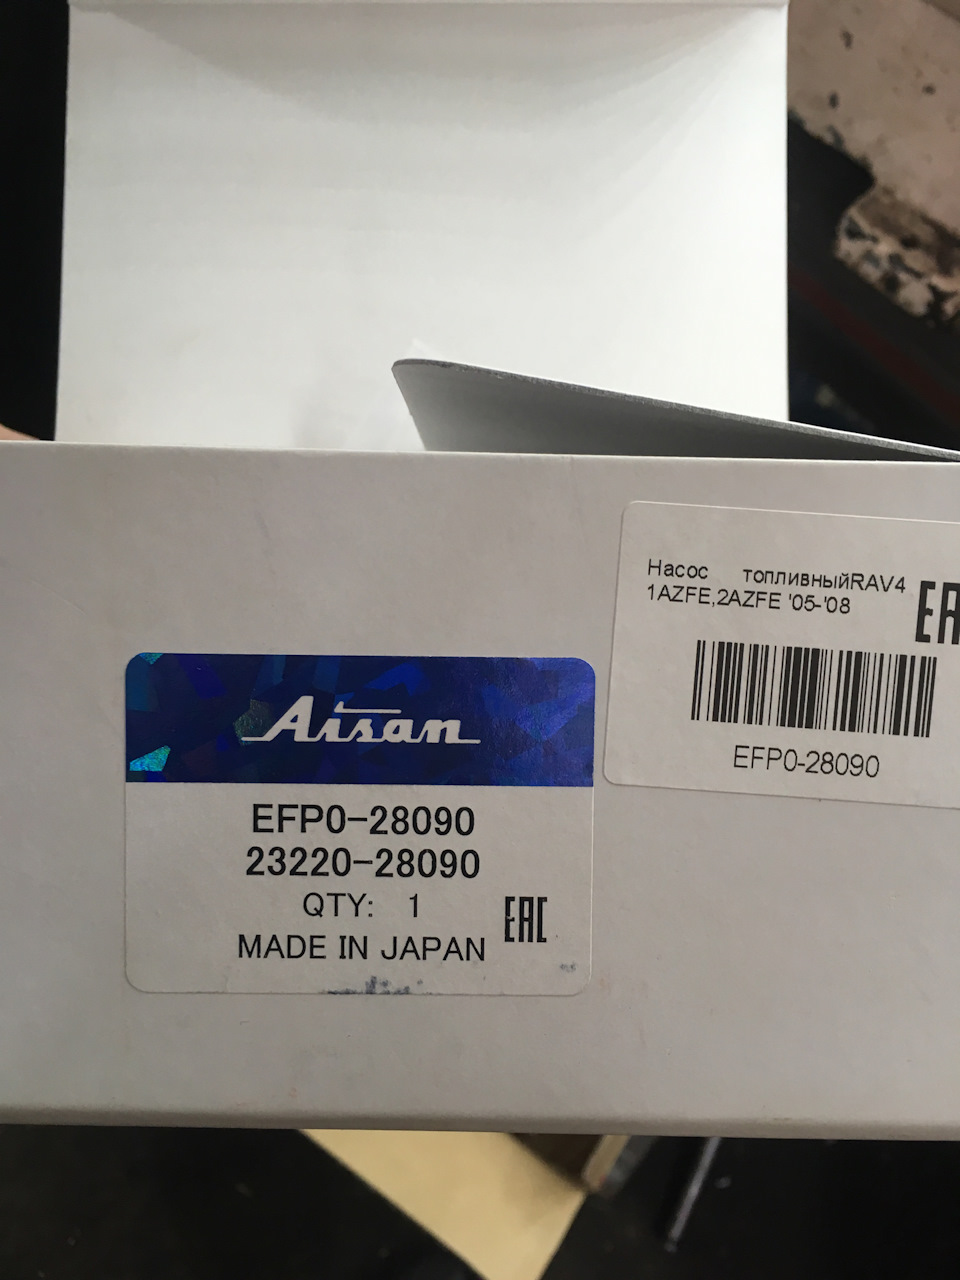 Насос топливныйRAV4
1AZFE,2AZFE '05-'08
EAC
EFP0-28090
Aisan
EFP0-28090
23220-28090
QTY: 1
EAC
MADE IN JAPAN